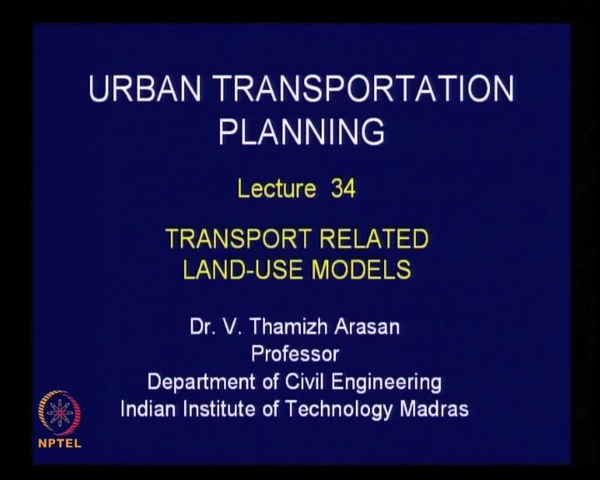 URBAN TRANSPORTATION
PLANNING
Lecture 34
TRANSPORT RELATED
LAND-USE MODELS
Dr. V. Thamizh Arasan
Professor
Department of Civil Engineering
Indian Institute of Technology Madras
NPTEL